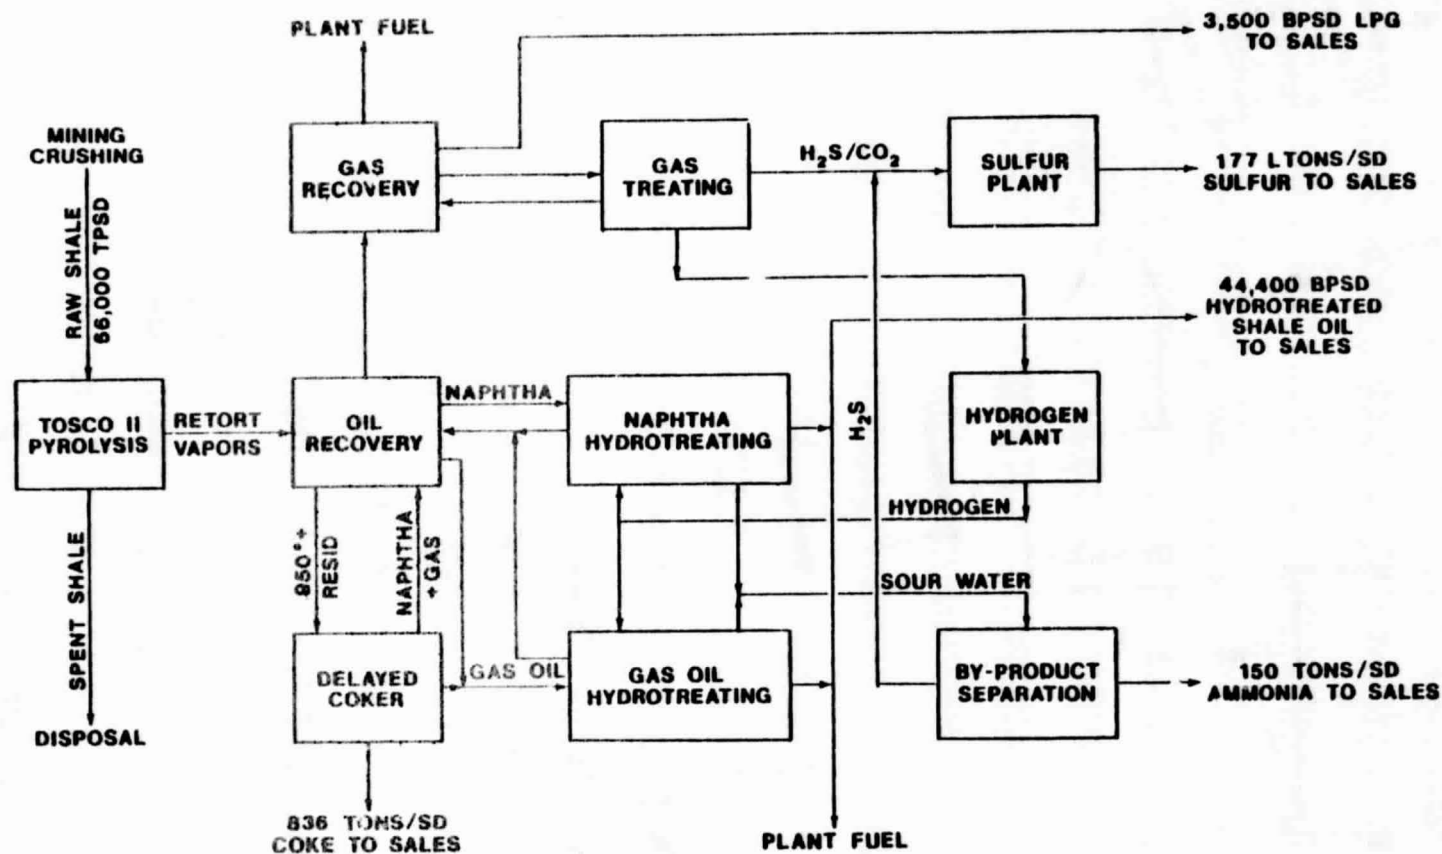 PLANT FUEL
3,500 BPSD LPG
TO SALES
MINING
CRUSHING
GAS
RECOVERY
GAS
TREATING
H₂S/CO₂
SULFUR
PLANT
177 LTONS/SD
SULFUR TO SALES
RAW SHALE
66,000 TPSD
44,400 BPSD
HYDROTREATED
SHALE OIL
TO SALES
TOSCO II
PYROLYSIS
RETORT
VAPORS
OIL
RECOVERY
NAPHTHA
NAPHTHA
HYDROTREATING
H₂S
HYDROGEN
PLANT
HYDROGEN
SPENT SHALE
850°+
RESID
NAPHTHA
+ GAS
SOUR WATER
DELAYED
COKER
GAS OIL
GAS OIL
HYDROTREATING
BY-PRODUCT
SEPARATION
150 TONS/SD
AMMONIA TO SALES
DISPOSAL
836 TONS/SD
COKE TO SALES
PLANT FUEL